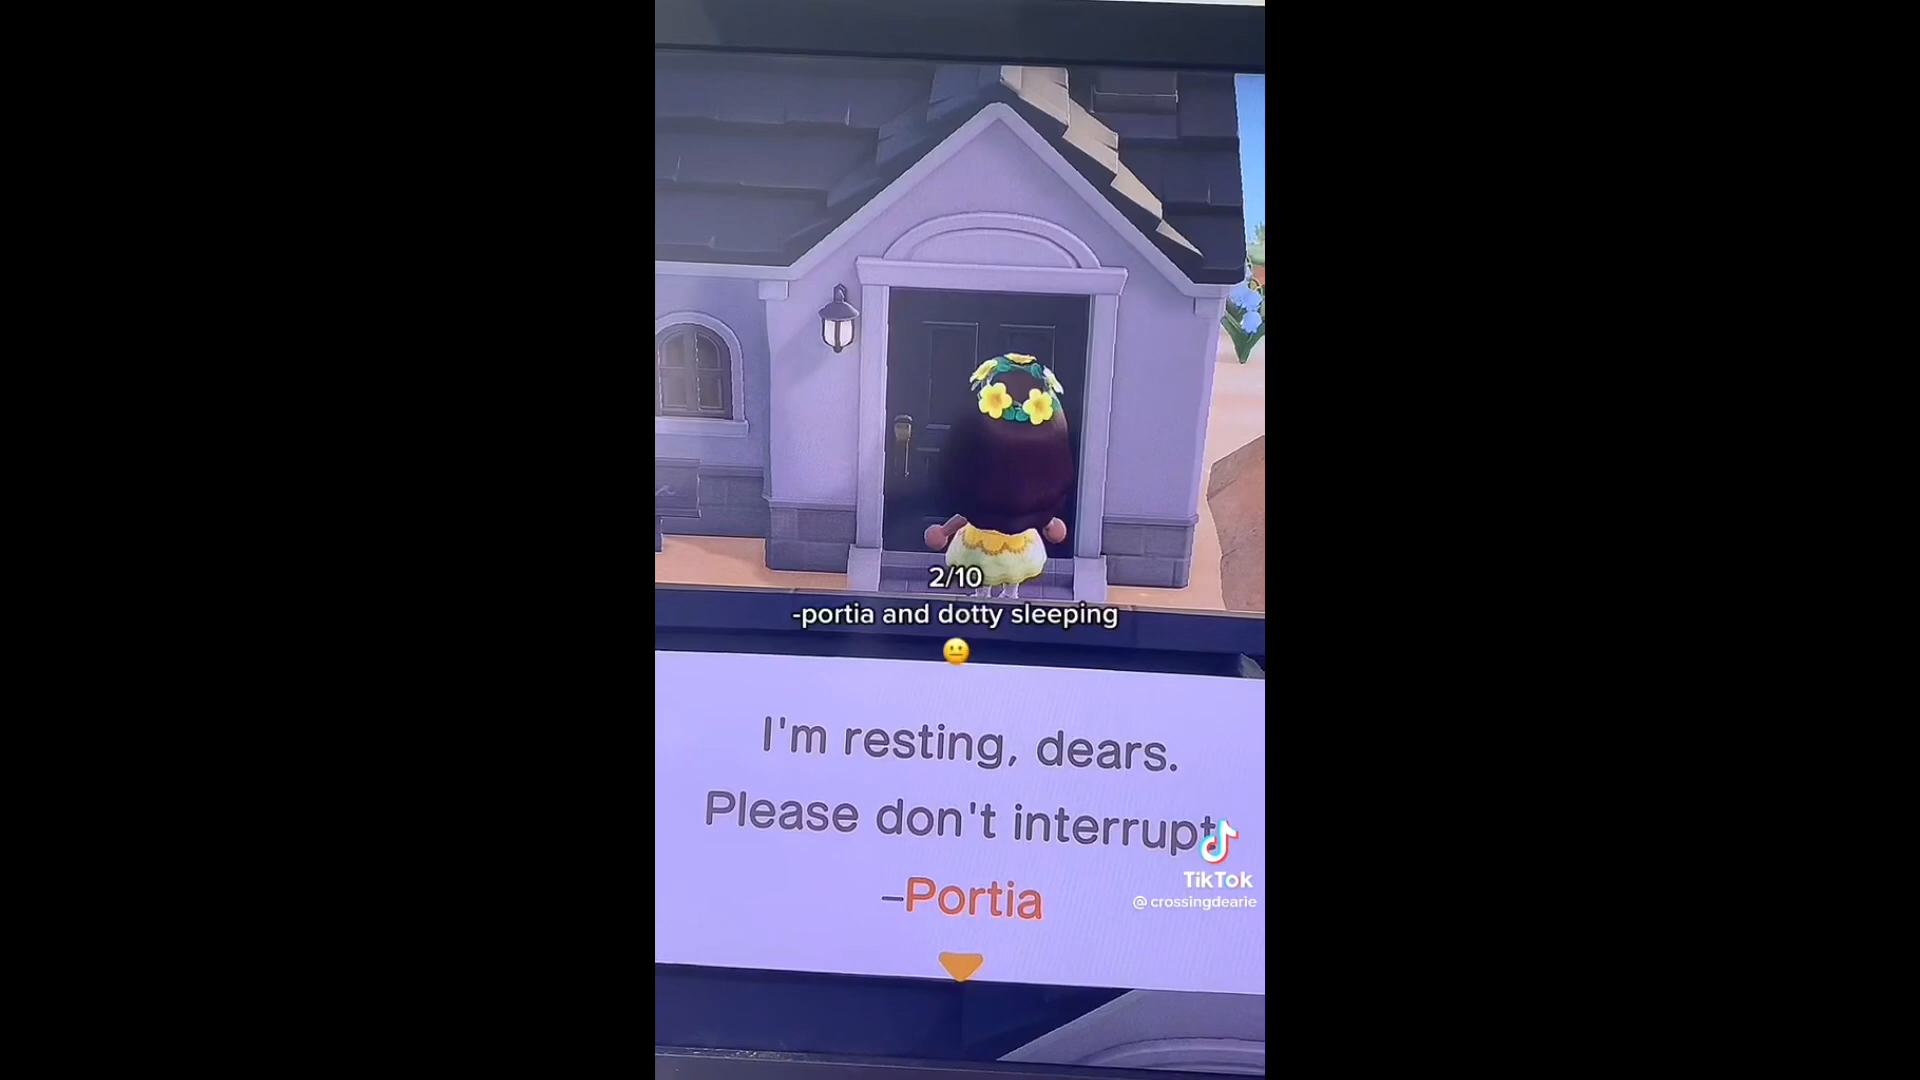 2/10
-portia and dotty sleeping
😐
I'm resting, dears.
Please don't interrupt
-Portia
TikTok
@crossingdearie